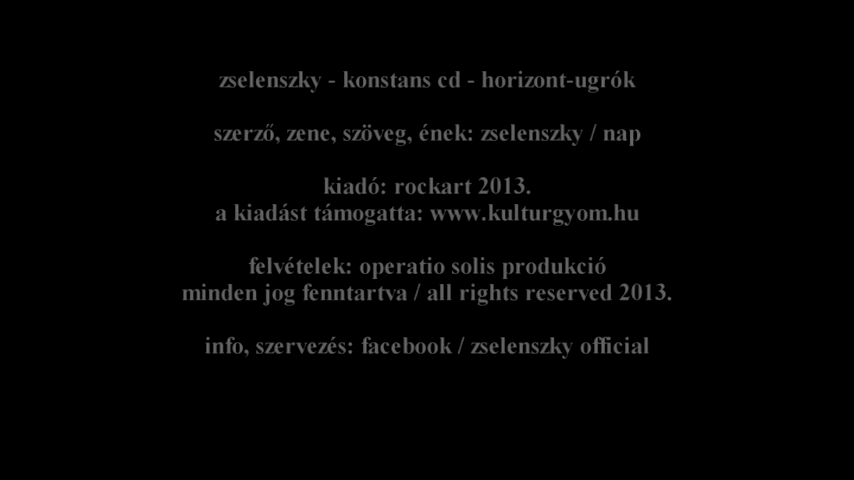 zselenszky - konstans cd - horizont-ugrók
szerző, zene, szöveg, ének: zselenszky / nap
kiadó: rockart 2013.
a kiadást támogatta: www.kulturgyom.hu
felvételek: operatio solis produkció
minden jog fenntartva / all rights reserved 2013.
info, szervezés: facebook / zselenszky official